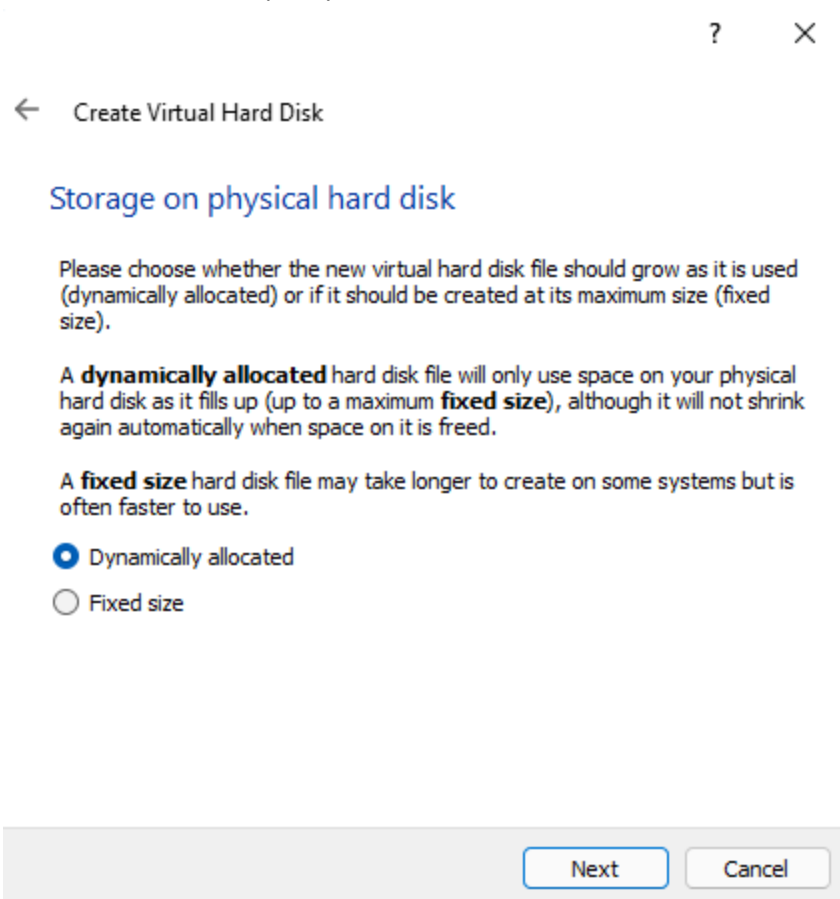 ?
Create Virtual Hard Disk
Storage on physical hard disk
Please choose whether the new virtual hard disk file should grow as it is used
(dynamically allocated) or if it should be created at its maximum size (fixed
size).
A dynamically allocated hard disk file will only use space on your physical
hard disk as it fills up (up to a maximum fixed size), although it will not shrink
again automatically when space on it is freed.
A fixed size hard disk file may take longer to create on some systems but is
often faster to use.
Dynamically allocated
Fixed size
Next Cancel